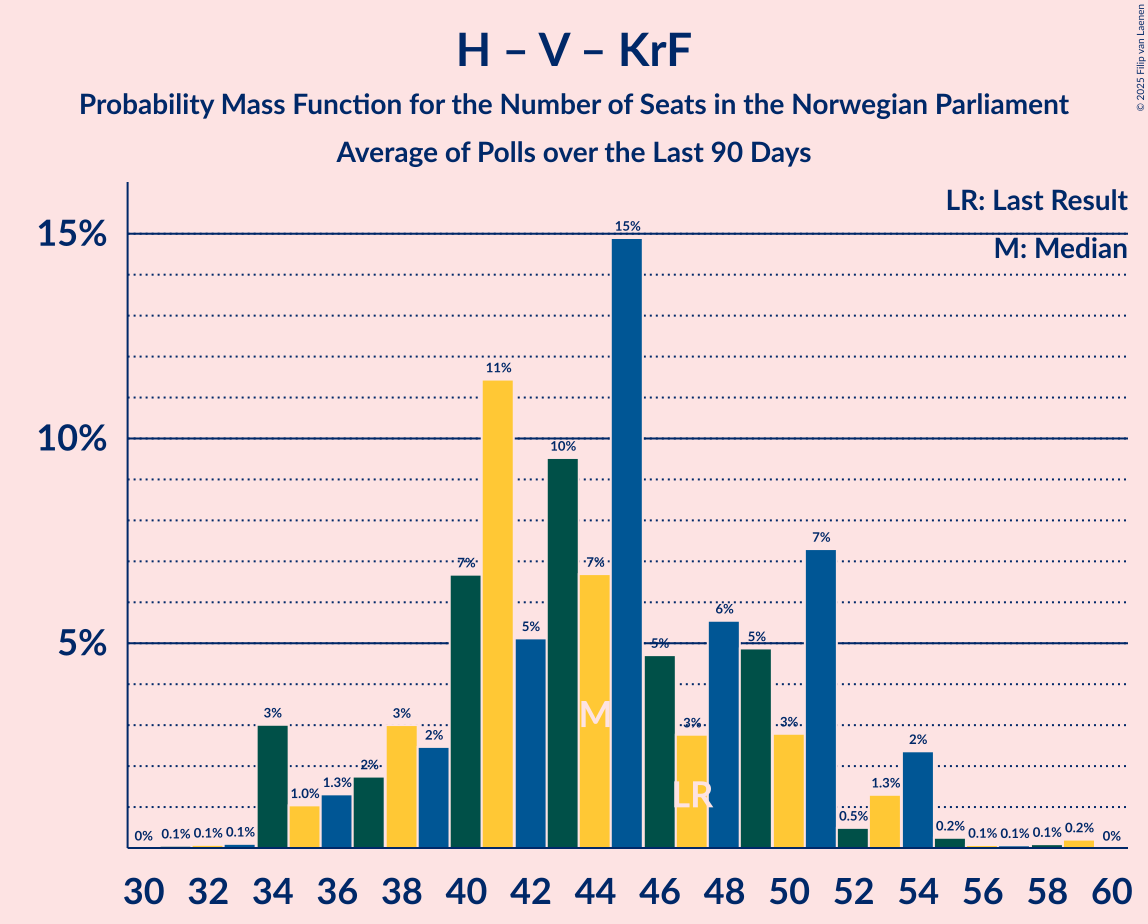 H – V – KrF
Probability Mass Function for the Number of Seats in the Norwegian Parliament
Average of Polls over the Last 90 Days
© 2025 Filip van Laenen
LR: Last Result
M: Median
15%
10%
5%
0% 0.1% 0.1% 0.1% 3% 1.0% 1.3% 2% 3% 2% 7% 11% 5% 10% 7% 15% 5% 3% 6% 5% 3% 7% 0.5% 1.3% 2% 0.2% 0.1% 0.1% 0.1% 0.2% 0%
M
LR
30 32 34 36 38 40 42 44 46 48 50 52 54 56 58 60